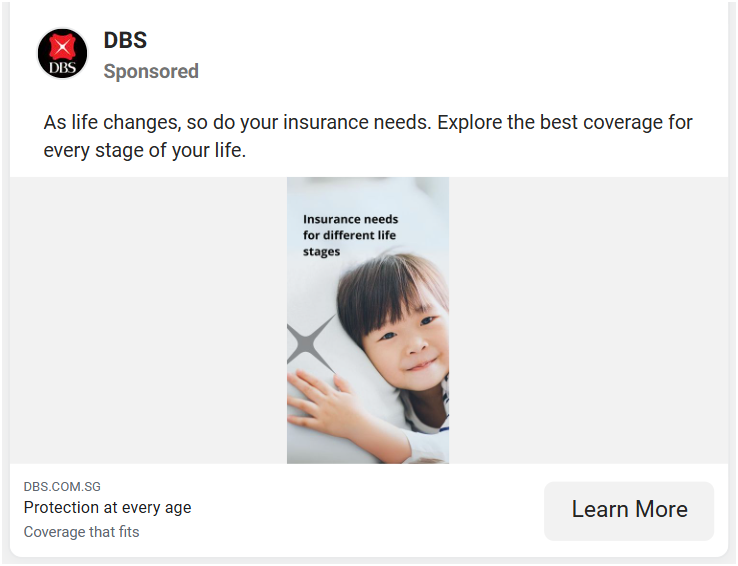 DBS
Sponsored
DBS
As life changes, so do your insurance needs. Explore the best coverage for
every stage of your life.
Insurance needs
for different life
stages
DBS.COM.SG
Protection at every age
Coverage that fits
Learn More